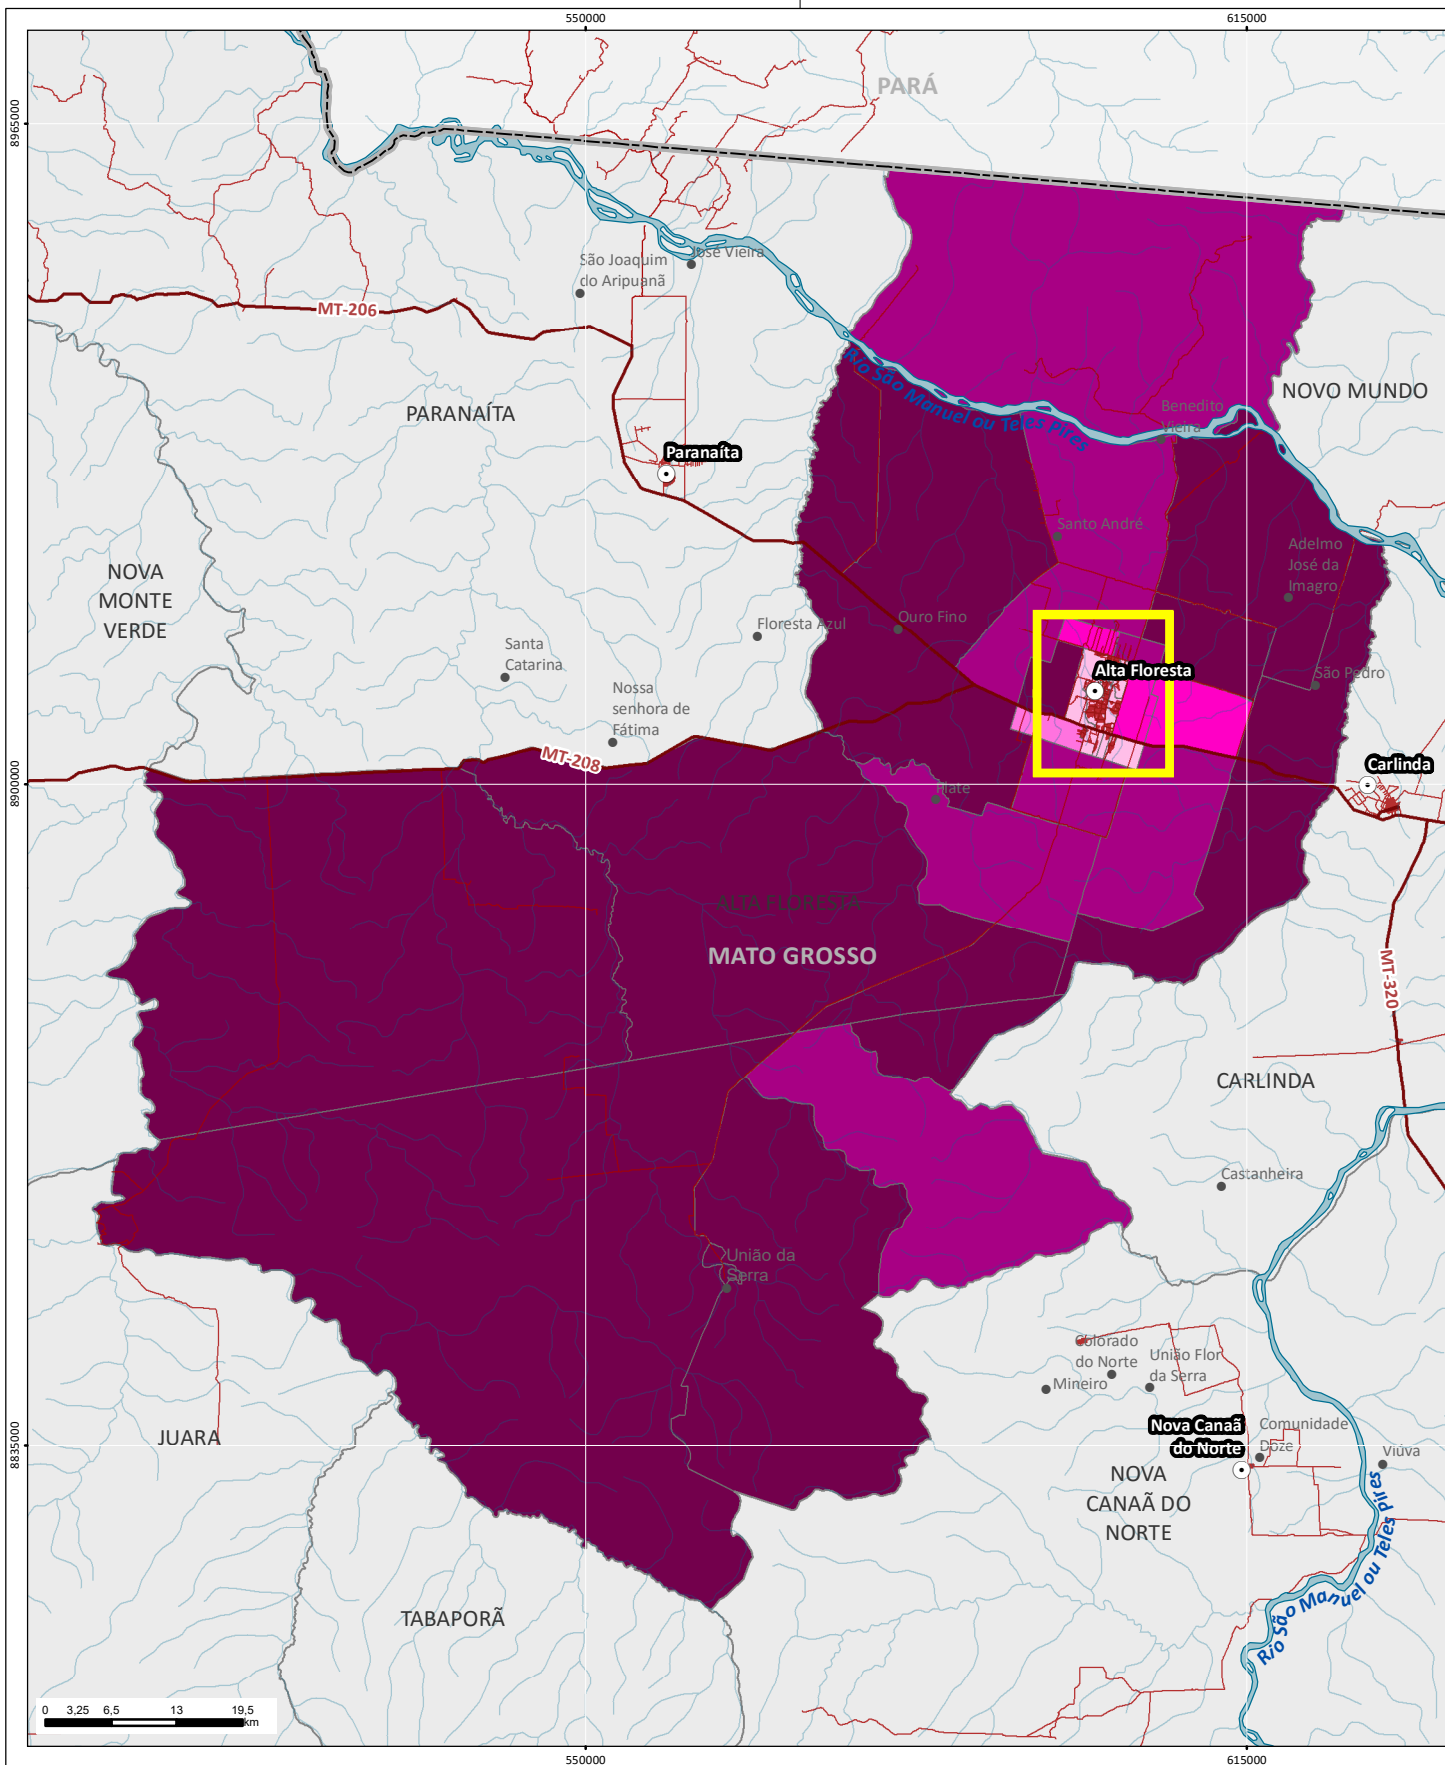 550000
615000
8965000
PARÁ
José Vieira
São Joaquim
do Aripuanã
MT-206
Rio São Manuel ou Teles Pires
NOVO MUNDO
PARANAÍTA
Benedito
Vieira
Paranaíta
Santo André
Adelmo
José da
Imagro
NOVA
MONTE
VERDE
Ouro Fino
Floresta Azul
Santa
Catarina
Alta Floresta
São Pedro
Nossa
senhora de
Fátima
MT-208
Carlinda
8900000
Plate
ALTA FLORESTA
MATO GROSSO
MT-320
CARLINDA
Castanheira
União da
Serra
Colorado
do Norte
União Flor
da Serra
Mineiro
JUARA
Nova Canaã
do Norte
Comunidade
Doze
Viúva
8835000
NOVA
CANAÃ DO
NORTE
Rio São Manuel ou Teles Pires
TABAPORÃ
0 3,25 6,5 13 19,5
km
550000
615000